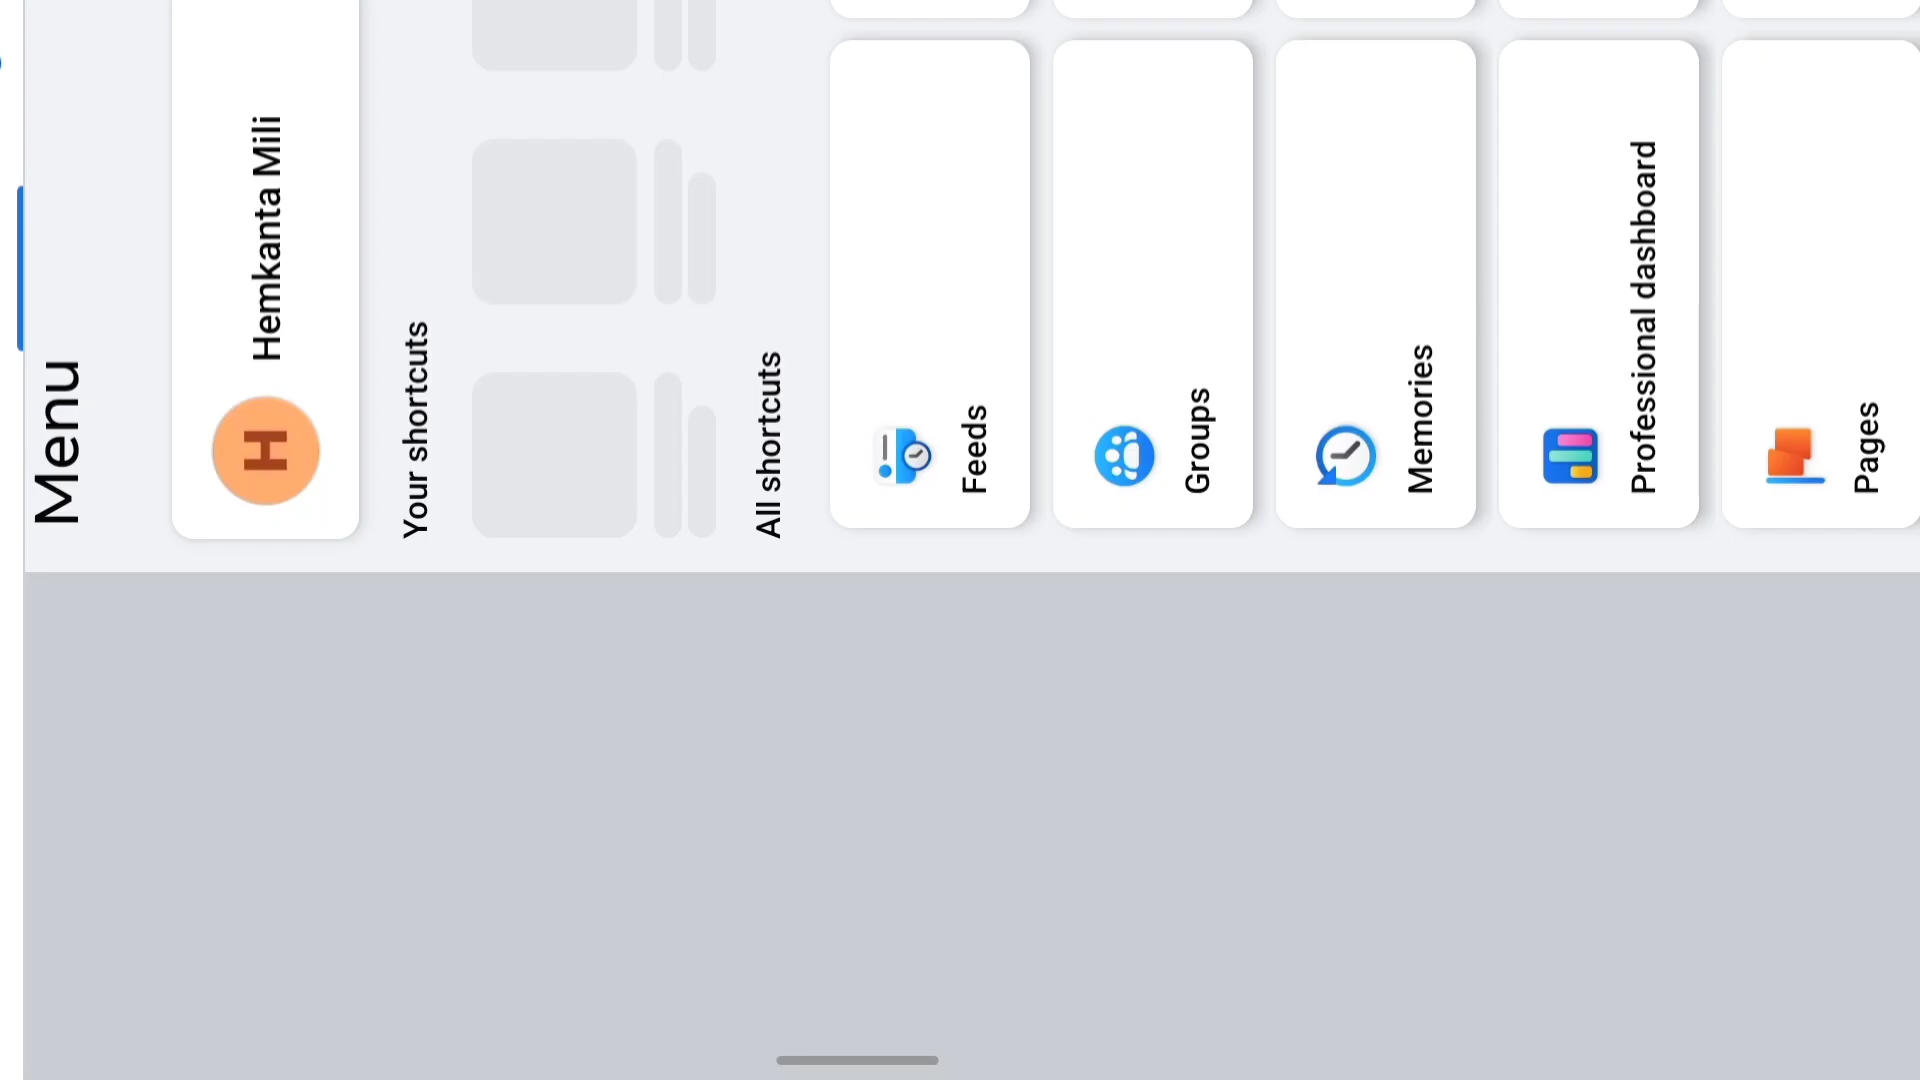 Menu
H
Hemkanta Mili
Your shortcuts
All shortcuts
Feeds
Groups
Memories
Professional dashboard
Pages